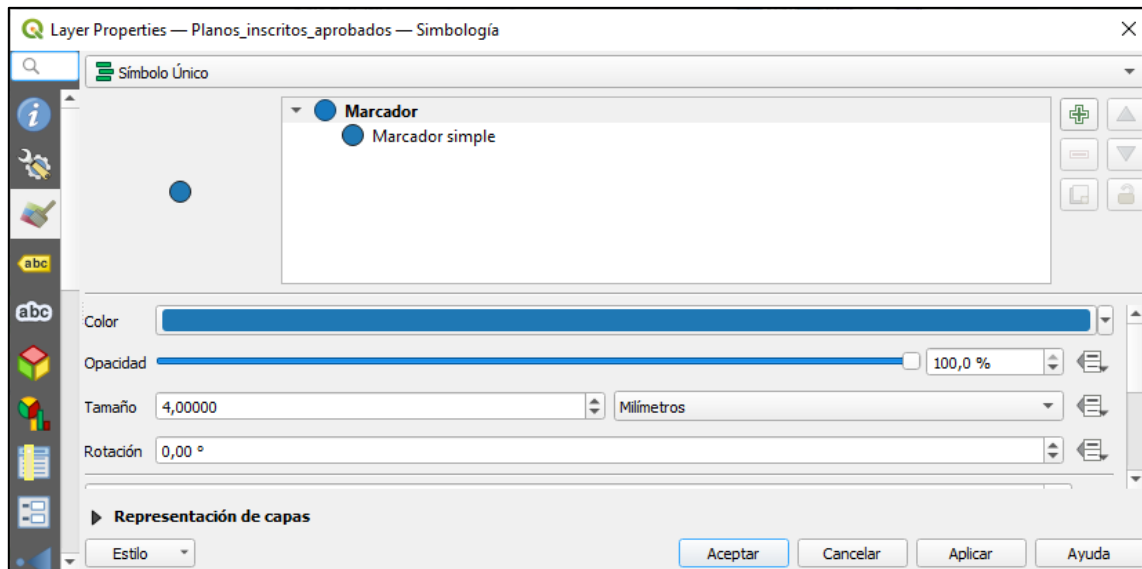 Layer Properties — Planos_inscritos_aprobados — Simbología
Símbolo Único
Marcador
Marcador simple
abc
abc
Color
Opacidad 100,0 %
Tamaño 4,00000 Milímetros
Rotación 0,00 °
Representación de capas
Estilo Aceptar Cancelar Aplicar Ayuda